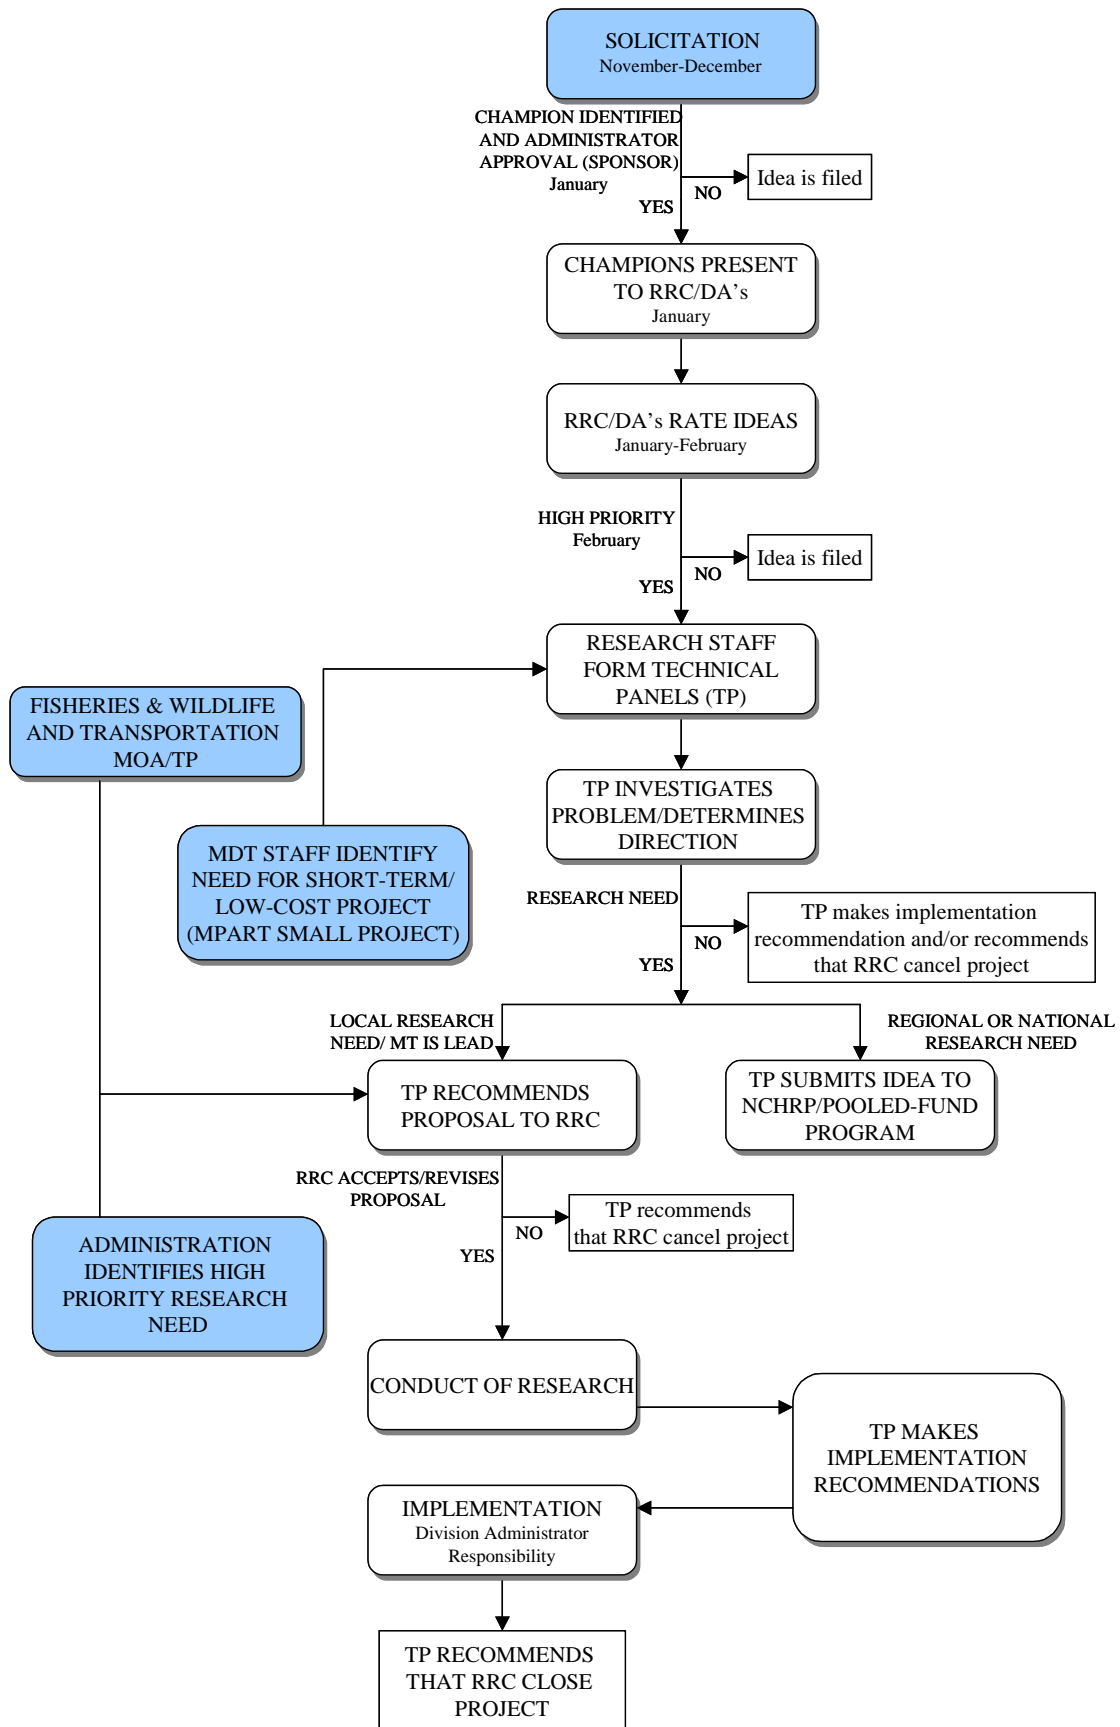 SOLICITATION
November-December
CHAMPION IDENTIFIED
AND ADMINISTRATOR
APPROVAL (SPONSOR)
January
NO
Idea is filed
YES
CHAMPIONS PRESENT
TO RRC/DA's
January
RRC/DA's RATE IDEAS
January-February
HIGH PRIORITY
February
NO
Idea is filed
YES
RESEARCH STAFF
FORM TECHNICAL
PANELS (TP)
FISHERIES & WILDLIFE
AND TRANSPORTATION
MOA/TP
TP INVESTIGATES
PROBLEM/DETERMINES
DIRECTION
MDT STAFF IDENTIFY
NEED FOR SHORT-TERM/
LOW-COST PROJECT
(MPART SMALL PROJECT)
RESEARCH NEED
NO
TP makes implementation
recommendation and/or recommends
that RRC cancel project
YES
LOCAL RESEARCH
NEED/ MT IS LEAD
REGIONAL OR NATIONAL
RESEARCH NEED
TP RECOMMENDS
PROPOSAL TO RRC
TP SUBMITS IDEA TO
NCHRP/POOLED-FUND
PROGRAM
RRC ACCEPTS/REVISES
PROPOSAL
NO
TP recommends
that RRC cancel project
YES
ADMINISTRATION
IDENTIFIES HIGH
PRIORITY RESEARCH
NEED
CONDUCT OF RESEARCH
TP MAKES
IMPLEMENTATION
RECOMMENDATIONS
IMPLEMENTATION
Division Administrator
Responsibility
TP RECOMMENDS
THAT RRC CLOSE
PROJECT